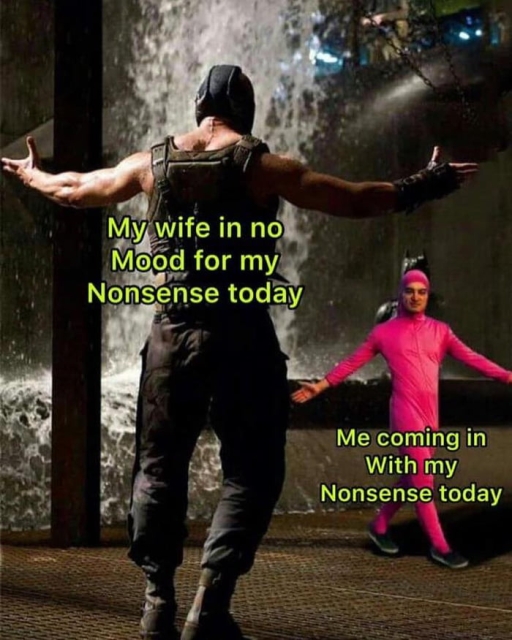 My wife in no
Mood for my
Nonsense today
Me coming in
With my
Nonsense today